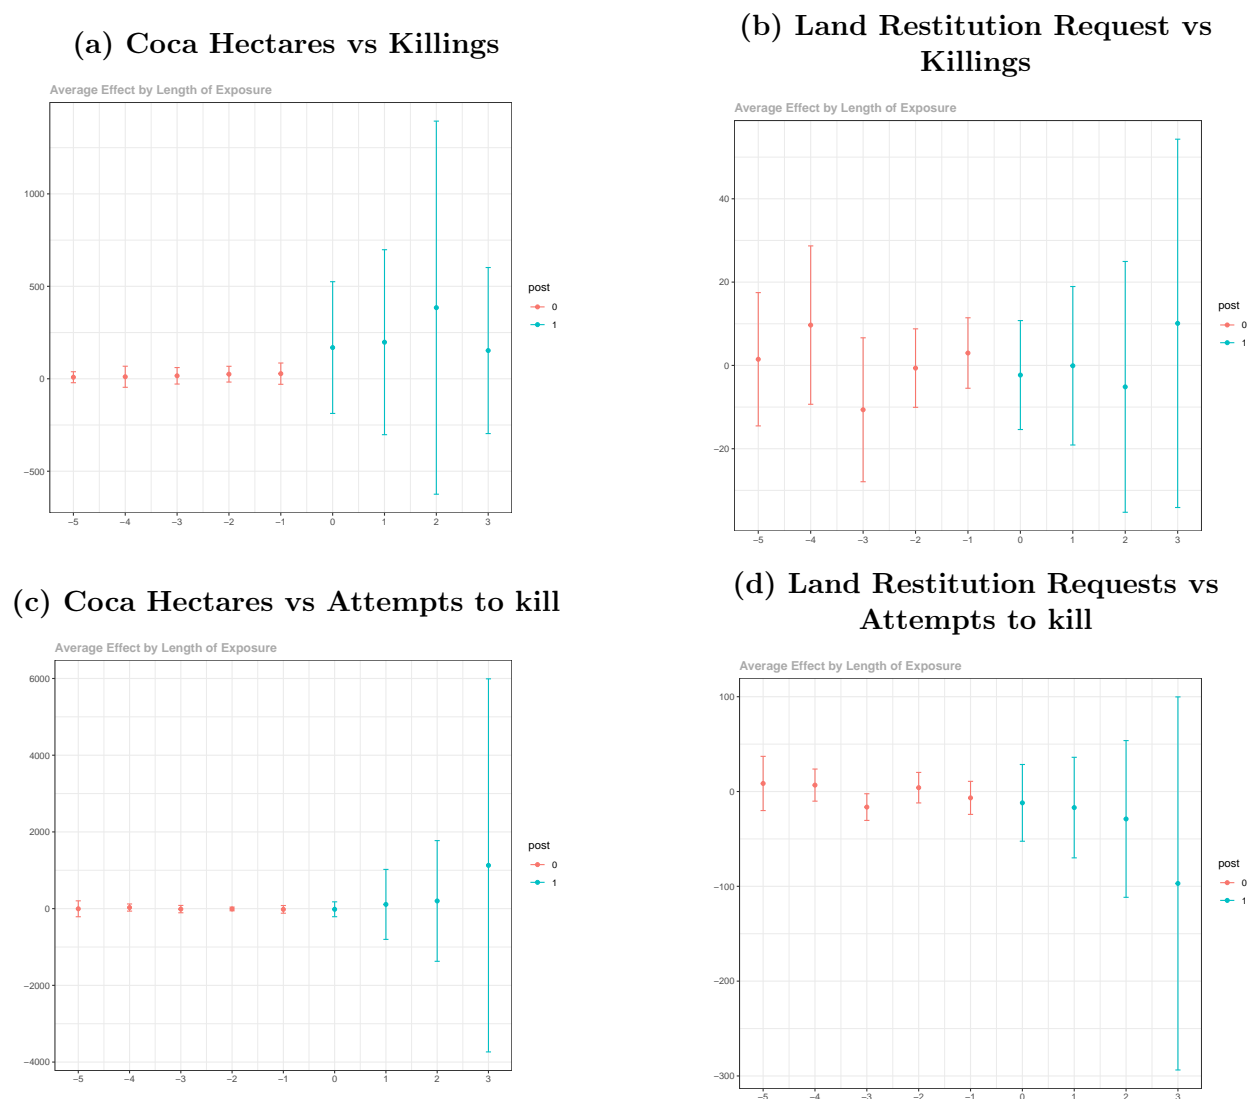 (a) Coca Hectares vs Killings
Average Effect by Length of Exposure
1000
500
0
−500
−5 −4 −3 −2 −1 0 1 2 3
post
0
1
(b) Land Restitution Request vs
Killings
Average Effect by Length of Exposure
40
20
0
−20
−5 −4 −3 −2 −1 0 1 2 3
post
0
1
(c) Coca Hectares vs Attempts to kill
Average Effect by Length of Exposure
6000
4000
2000
0
−2000
−4000
−5 −4 −3 −2 −1 0 1 2 3
post
0
1
(d) Land Restitution Requests vs
Attempts to kill
Average Effect by Length of Exposure
100
0
−100
−200
−300
−5 −4 −3 −2 −1 0 1 2 3
post
0
1